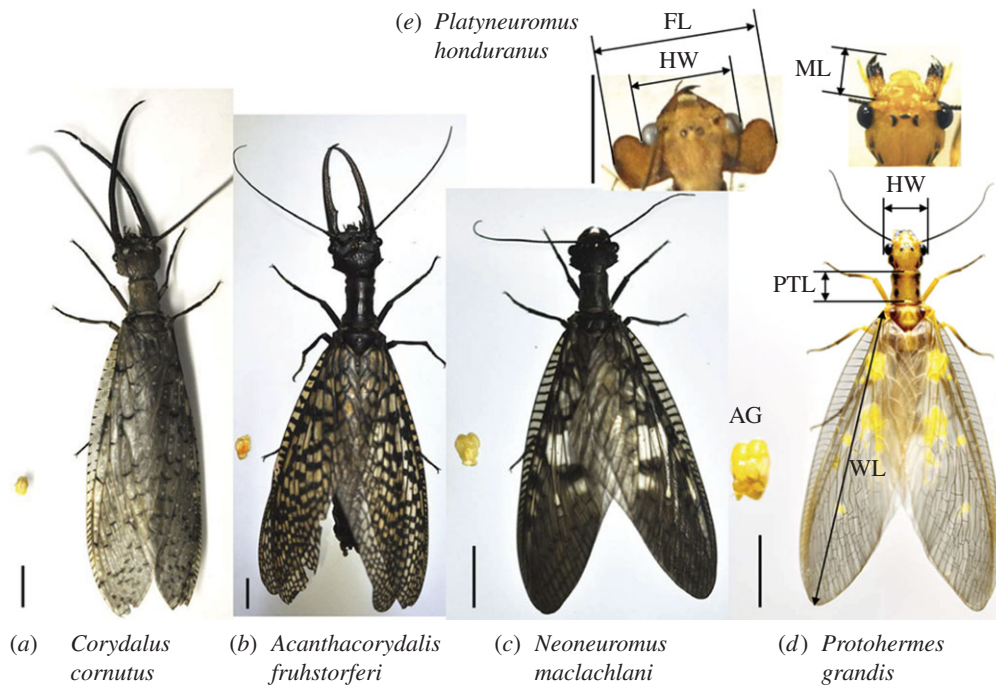 (e) Platyneuromus
honduranus
FL
HW
ML
HW
PTL
AG
WL
(a) Corydalus
cornutus
(b) Acanthacorydalis
fruhstorferi
(c) Neoneuromus
maclachlani
(d) Protohermes
grandis